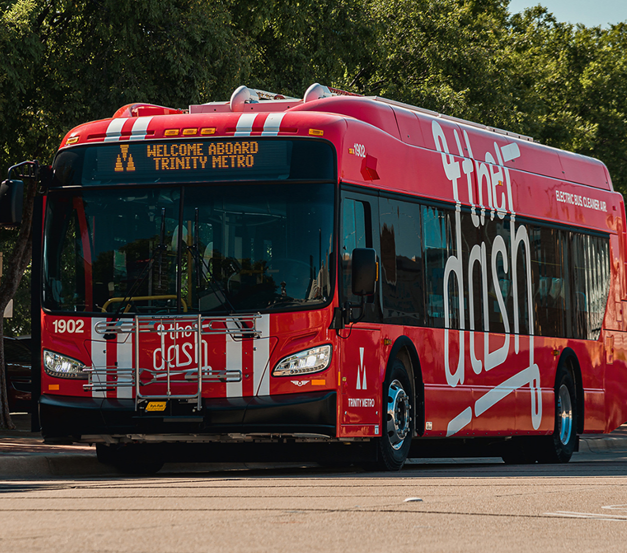 WELCOME ABOARD
TRINITY METRO
1902
the
dash
ELECTRIC BUS CLEANER AIR
1902
the
dash
TRINITY METRO